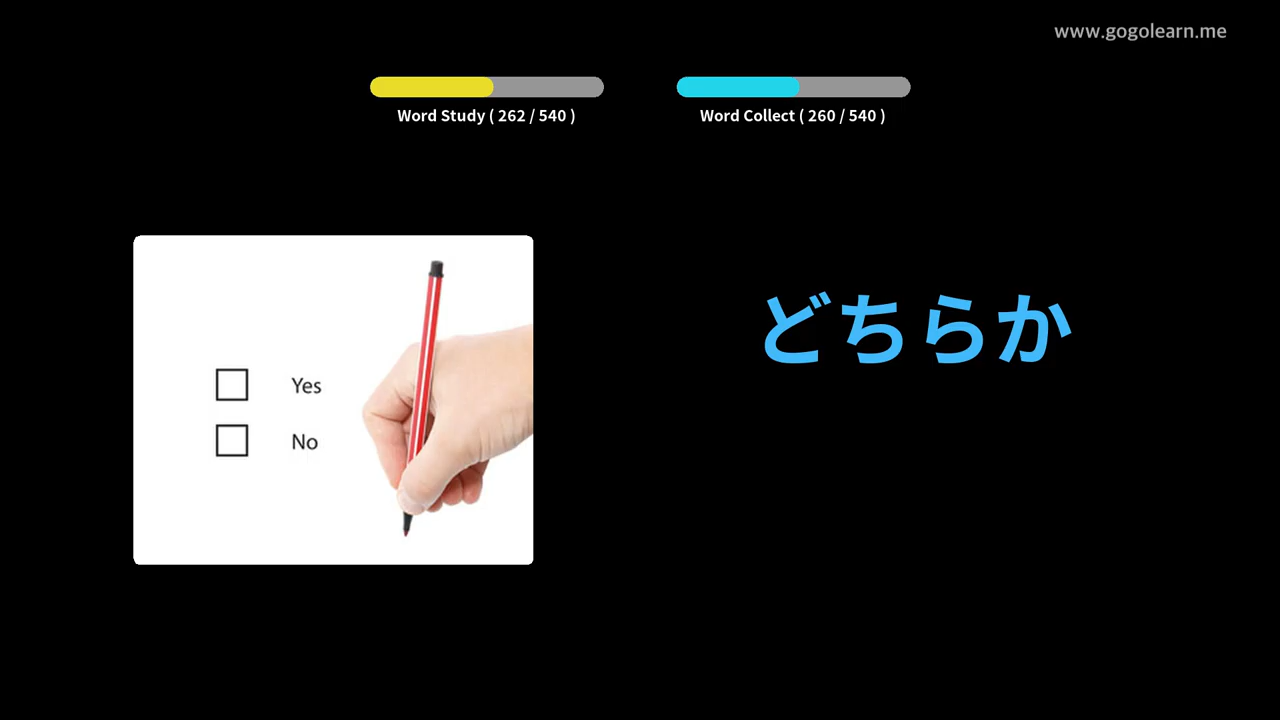 www.gogolearn.me
Word Study ( 262 / 540 )
Word Collect ( 260 / 540 )
Yes
No
どちらか